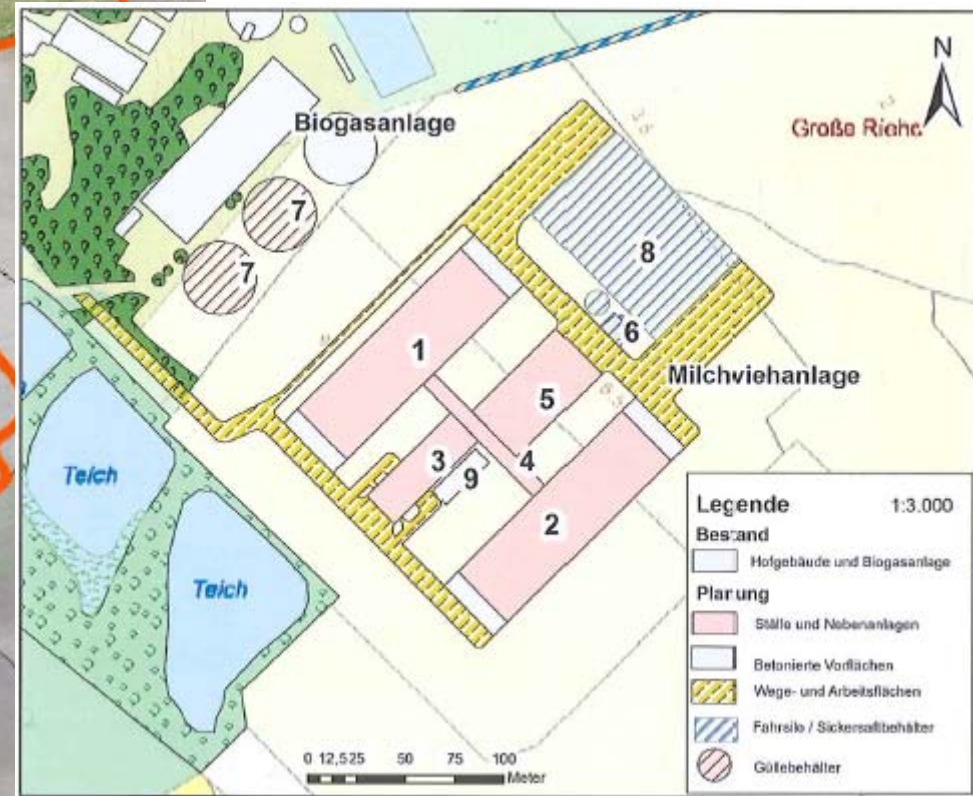 N
Biogasanlage
Große Riehe
7
7
8
6
1
Milchviehanlage
5
3
4
9
2
Teich
Teich
Legende 1:3.000
Bestand
Hofgebäude und Biogasanlage
Planung
Ställe und Nebenanlagen
Betonierte Vorflächen
Wege- und Arbeitsflächen
Fahrsilo / Sickersaftbehälter
Güllebehälter
0 12,525 50 75 100
Meter